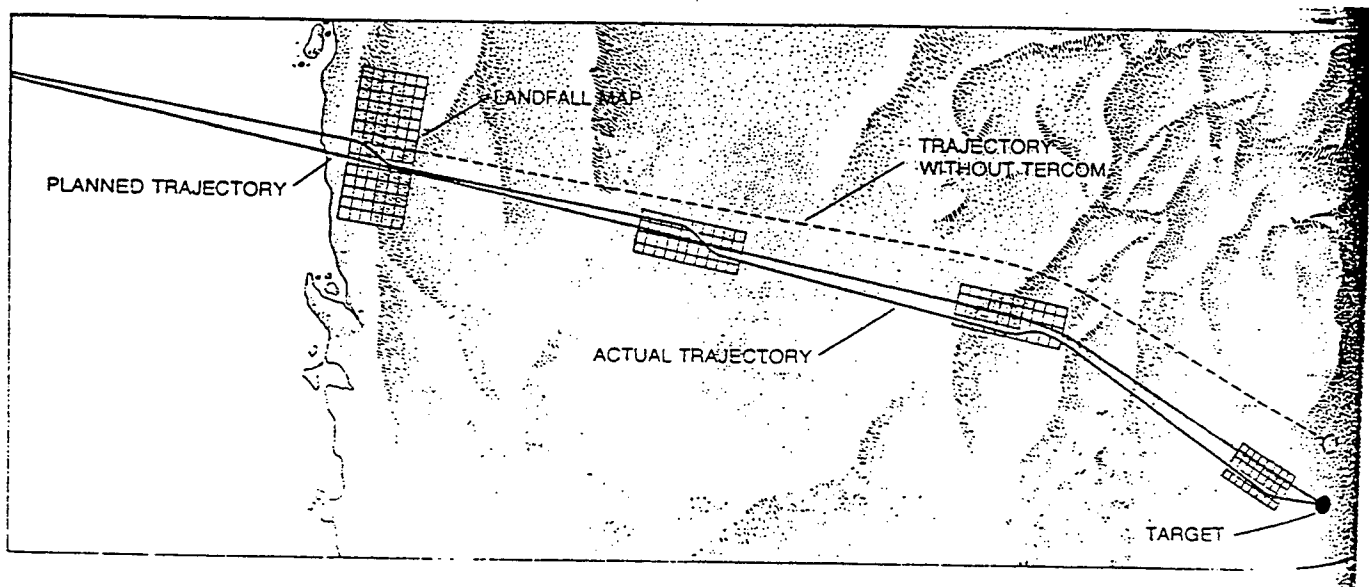 LANDFALL MAP
PLANNED TRAJECTORY
TRAJECTORY
WITHOUT TERCOM
ACTUAL TRAJECTORY
TARGET